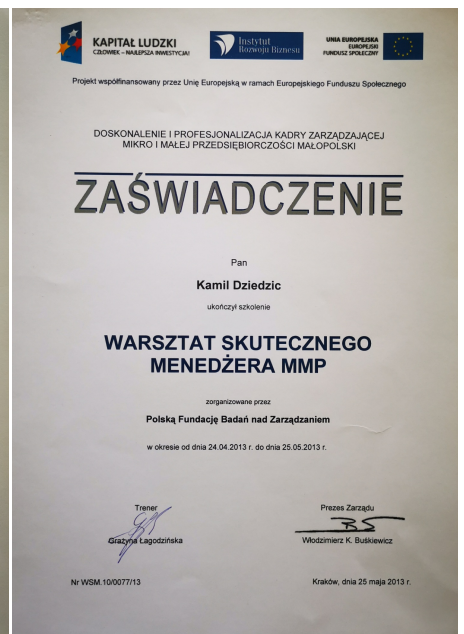 KAPITAŁ LUDZKI
CZŁOWIEK – NAJLEPSZA INWESTYCJA!
Instytut
Rozwoju Biznesu
UNIA EUROPEJSKA
EUROPEJSKI
FUNDUSZ SPOŁECZNY
Projekt współfinansowany przez Unię Europejską w ramach Europejskiego Funduszu Społecznego
DOSKONALENIE I PROFESJONALIZACJA KADRY ZARZĄDZAJĄCEJ
MIKRO I MAŁEJ PRZEDSIĘBIORCZOŚCI MAŁOPOLSKI
ZAŚWIADCZENIE
Pan
Kamil Dziedzic
ukończył szkolenie
WARSZTAT SKUTECZNEGO
MENEDŻERA MMP
zorganizowane przez
Polską Fundację Badań nad Zarządzaniem
w okresie od dnia 24.04.2013 r. do dnia 25.05.2013 r.
Trener
Grażyna Łagodzińska
Prezes Zarządu
Włodzimierz K. Buśkiewicz
Nr WSM.10/0077/13
Kraków, dnia 25 maja 2013 r.